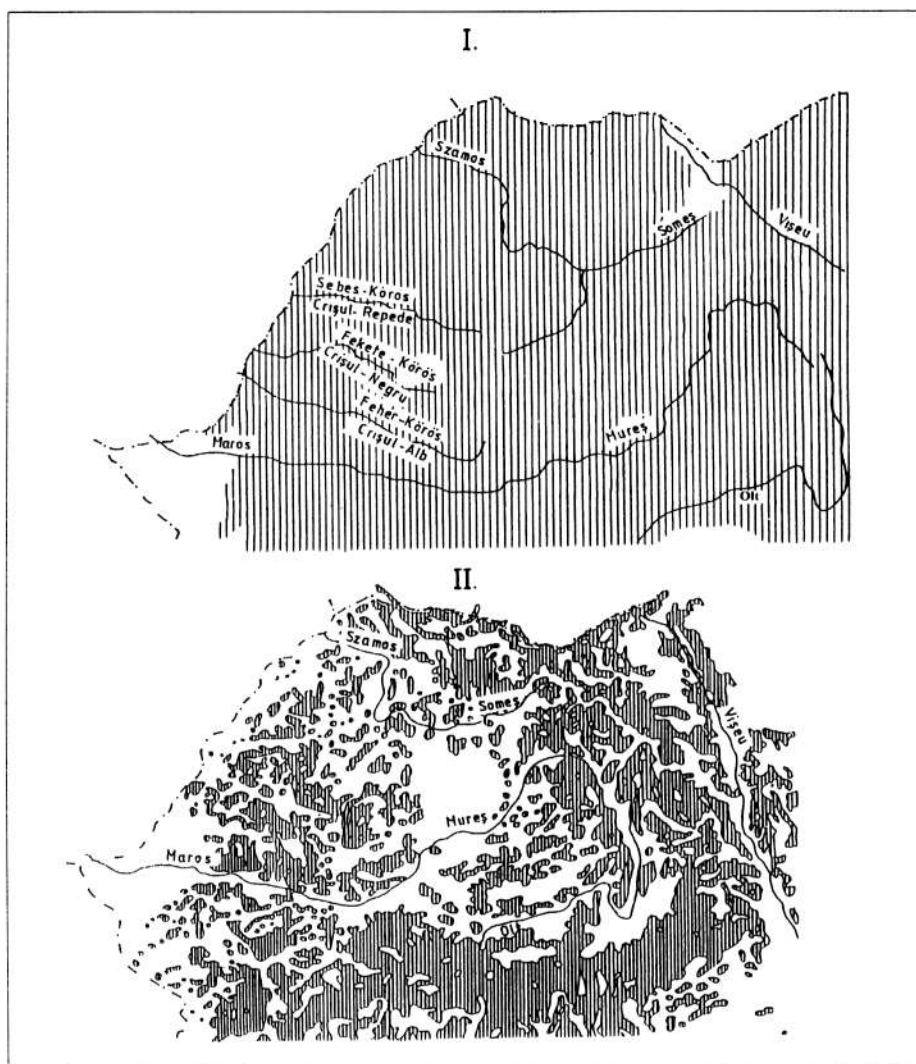 I.
Szamos
Someş
Vişeu
Sebes-Körös
Crişul-Repede
Fekete-Körös
Crişul-Negru
Fehér-Körös
Crişul-Alb
Maros
Mureş
Olt
II.
Szamos
Someş
Vişeu
Mureş
Maros
Olt